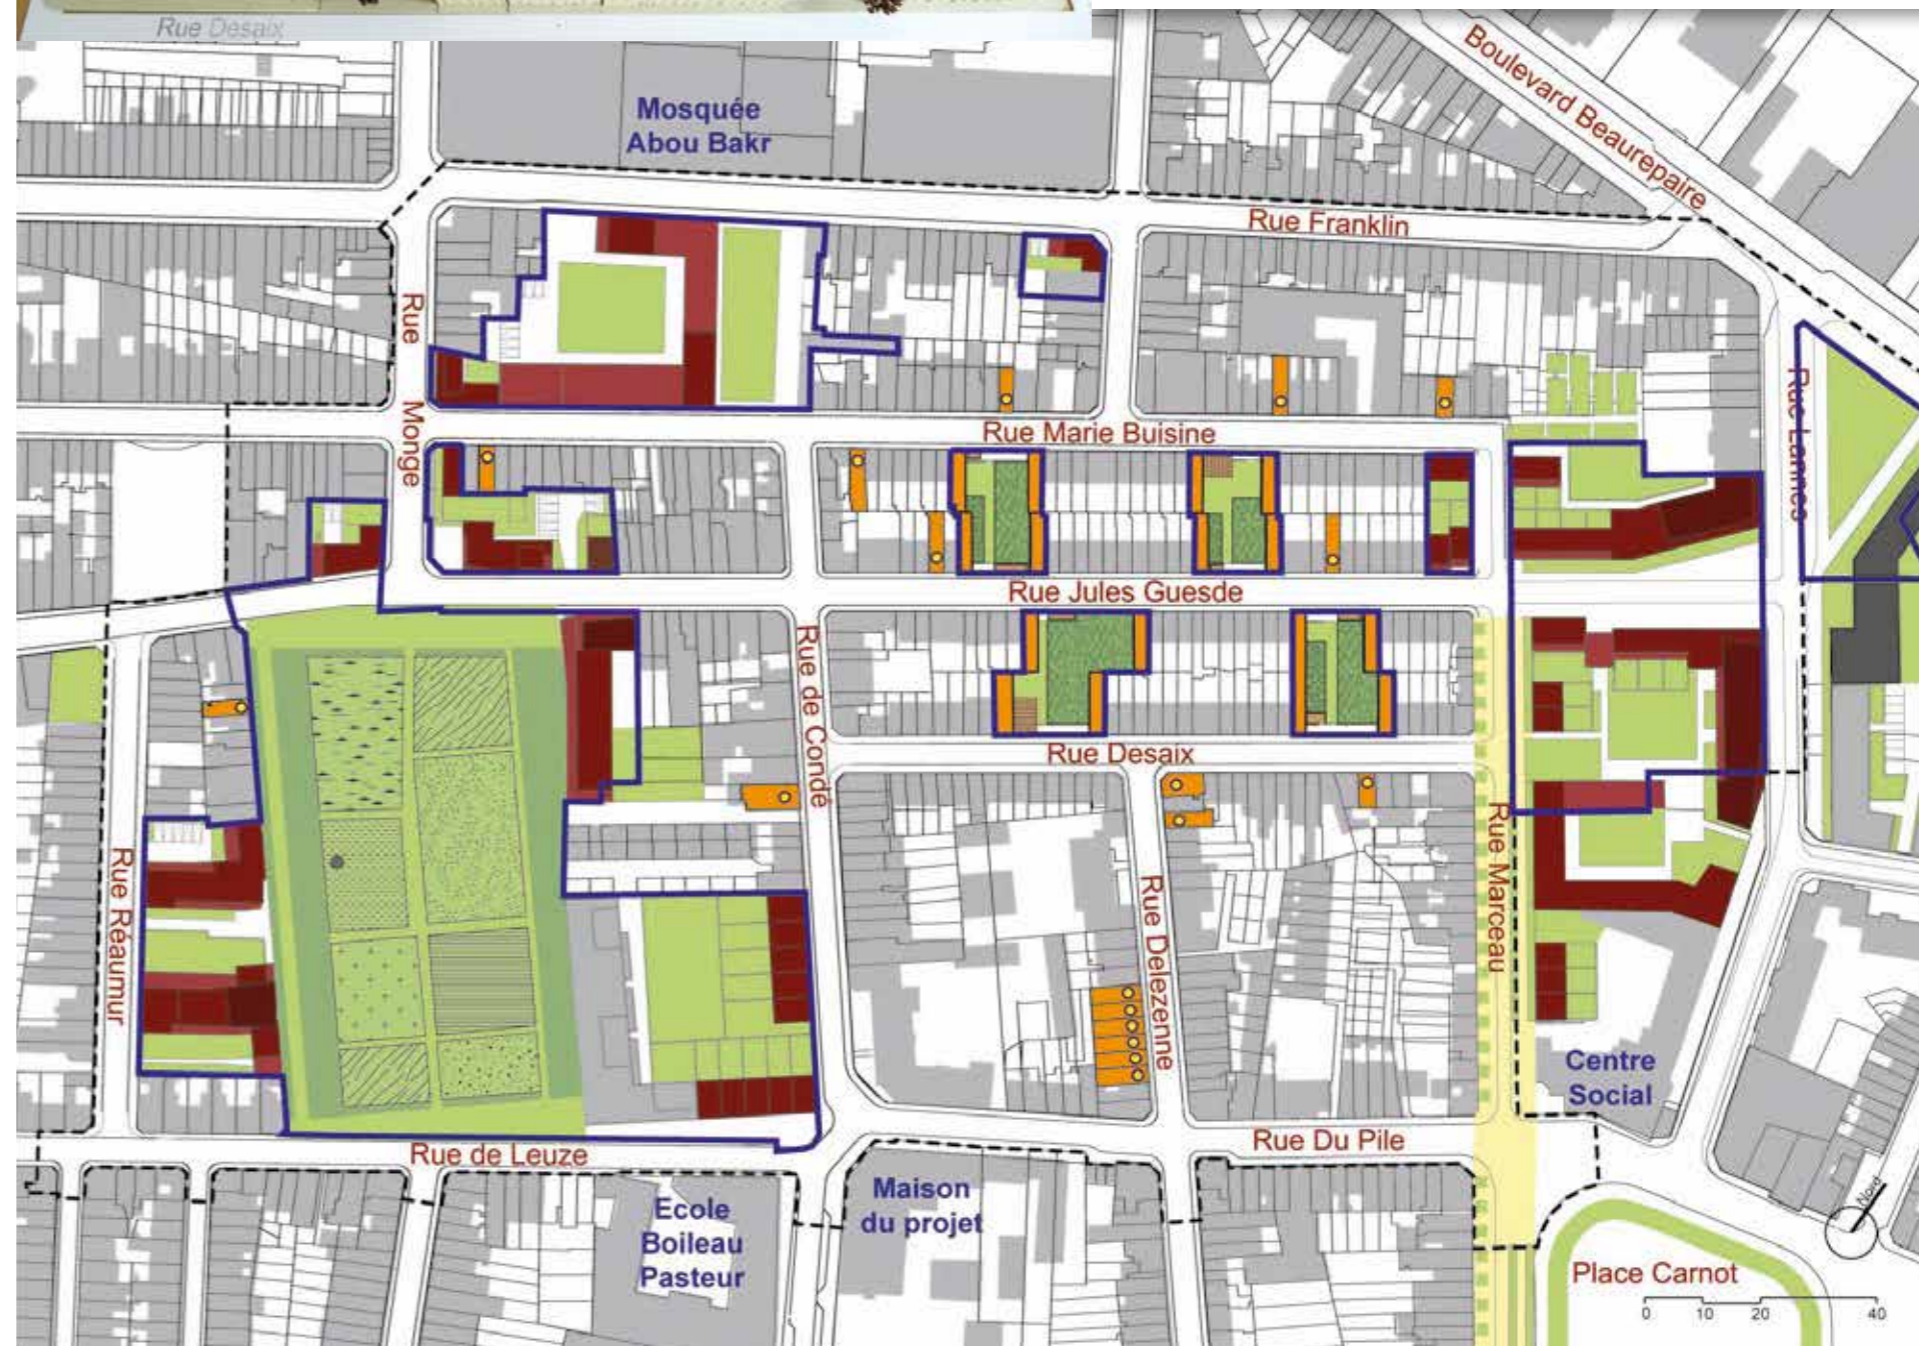 Rue Desaix
Boulevard Beaurepaire
Mosquée
Abou Bakr
Rue Franklin
Rue
Monge
Rue Lannes
Rue Marie Buisine
Rue Jules Guesde
Rue de Condé
Rue Desaix
Rue Marceau
Rue Réaumur
Rue Delezenne
Centre
Social
Rue de Leuze
Rue Du Pile
Ecole
Boileau
Pasteur
Maison
du projet
Nord
Place Carnot
0 10 20 40